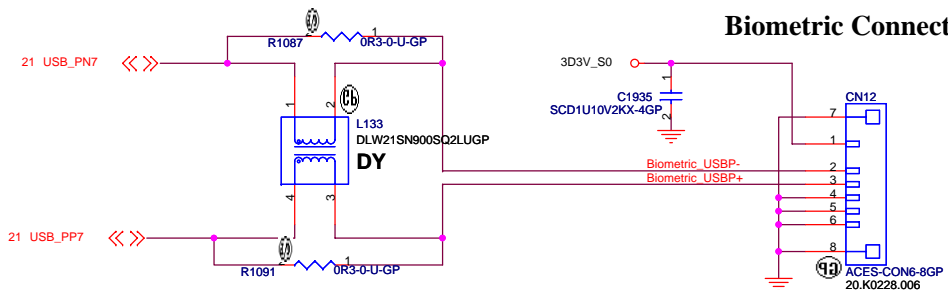 Biometric Connect
2
1
R1087
0R3-0-U-GP
21 USB_PN7
3D3V_S0
1
C1935
SCD1U10V2KX-4GP
2
CN12
7
1
2
3
4
5
6
8
1
2
L133
DLW21SN900SQ2LUGP
DY
4
3
Biometric_USBP-
Biometric_USBP+
21 USB_PP7
2
1
R1091
0R3-0-U-GP
ACES-CON6-8GP
20.K0228.006